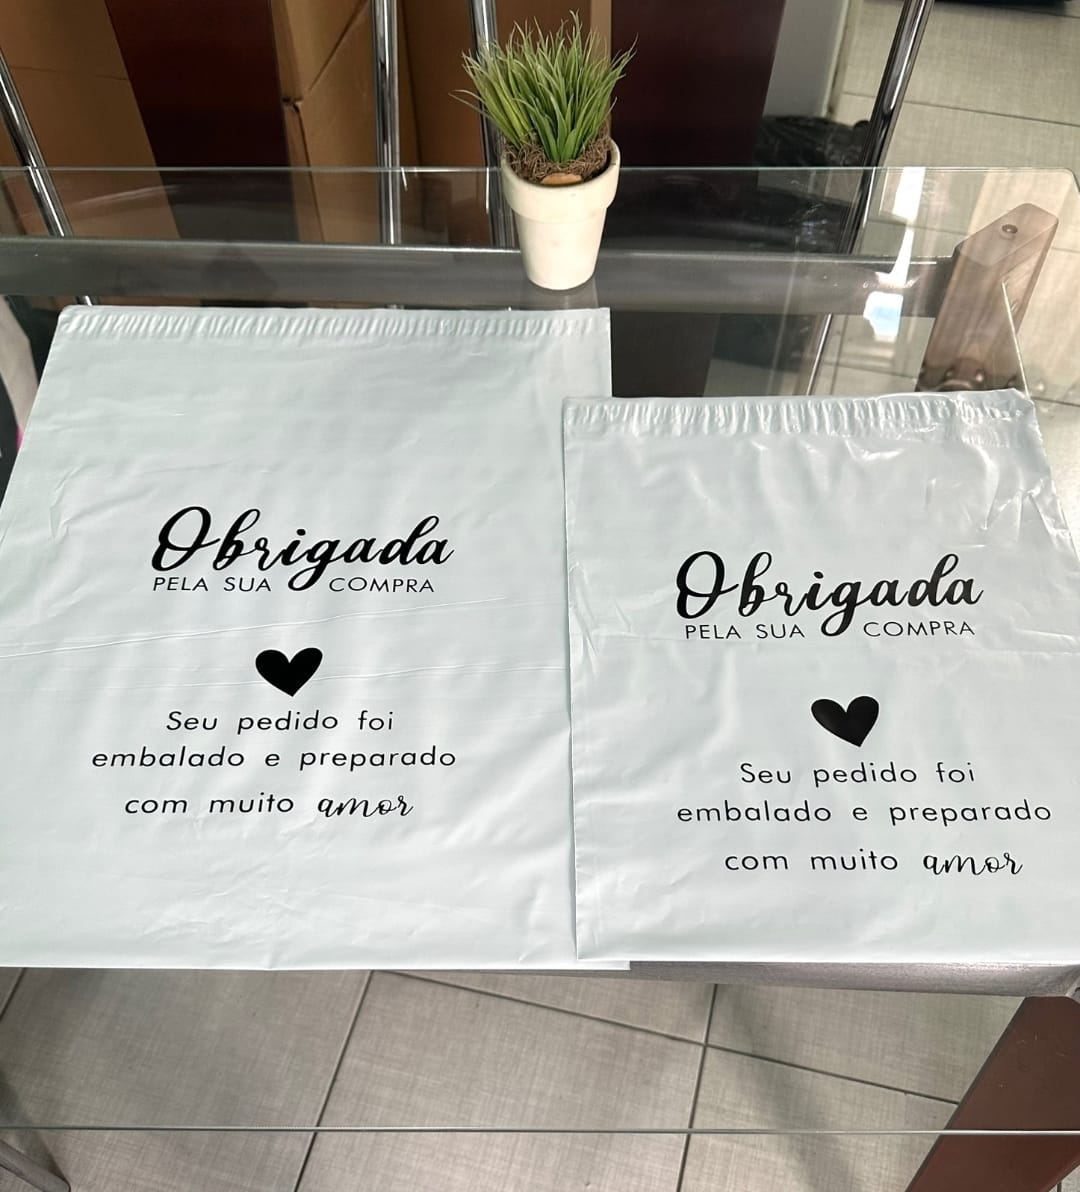 Obrigada
PELA SUA COMPRA
Seu pedido foi
embalado e preparado
com muito amor
Obrigada
PELA SUA COMPRA
Seu pedido foi
embalado e preparado
com muito amor